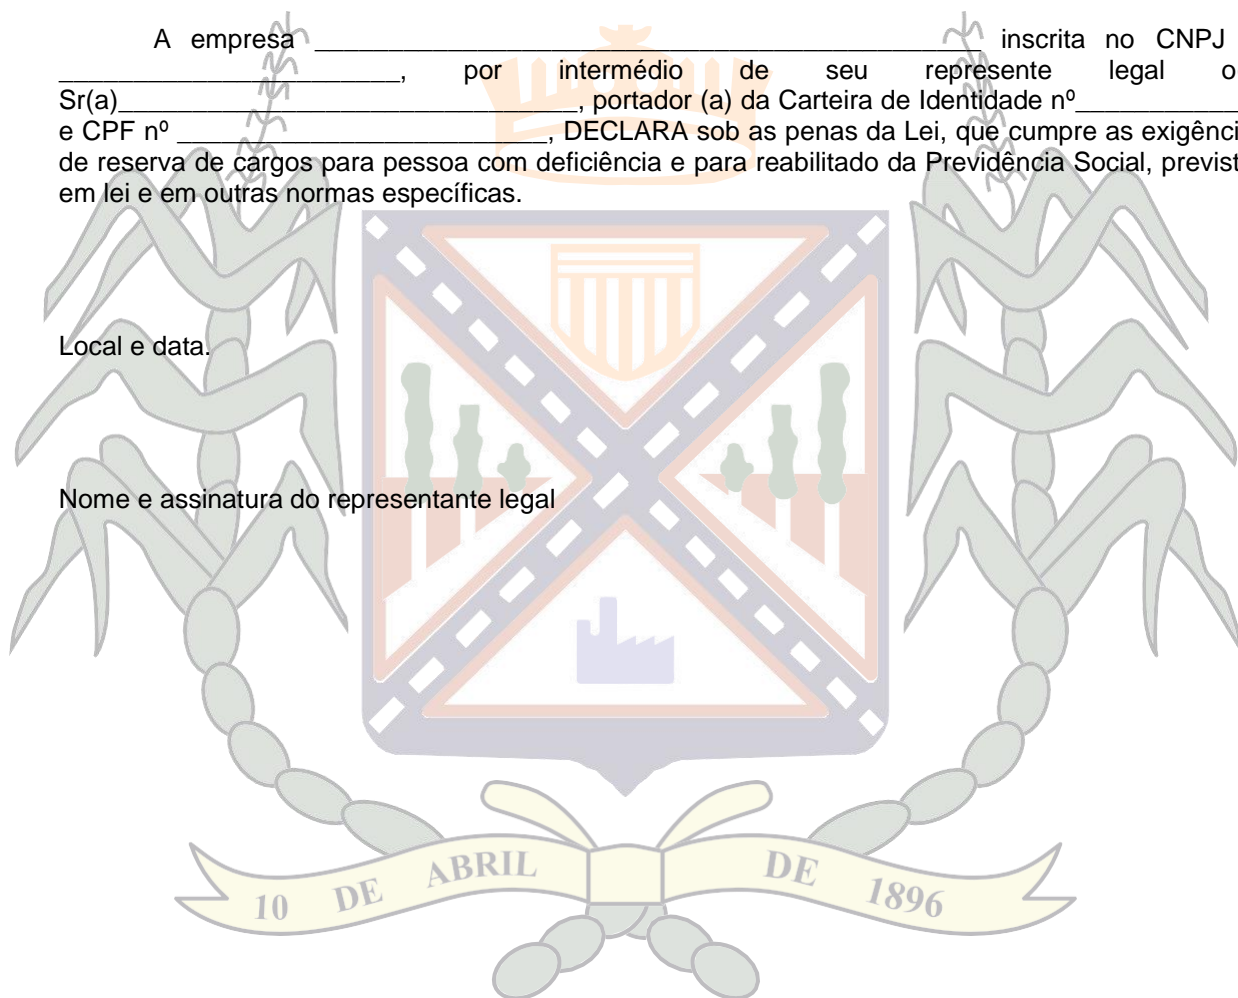 A empresa _____________________________________________ inscrita no CNPJ
_______________________, por intermédio de seu represente legal o
Sr(a)_______________________________, portador (a) da Carteira de Identidade nº___________
e CPF nº _________________________, DECLARA sob as penas da Lei, que cumpre as exigênci
de reserva de cargos para pessoa com deficiência e para reabilitado da Previdência Social, previst
em lei e em outras normas específicas.
Local e data.
Nome e assinatura do representante legal
10 DE ABRIL DE 1896